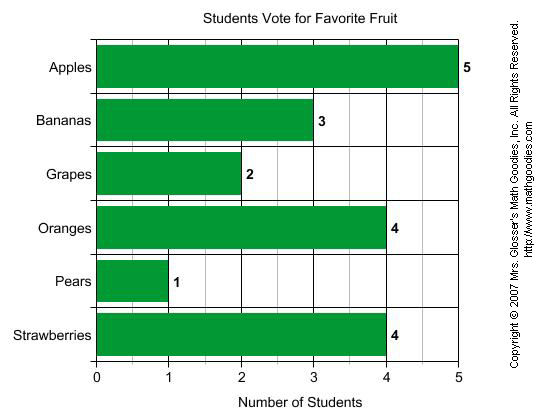 Students Vote for Favorite Fruit
Apples
5
Bananas
3
Grapes
2
Oranges
4
Pears
1
Strawberries
4
0 1 2 3 4 5
Number of Students
Copyright © 2007 Mrs. Glosser's Math Goodies, Inc. All Rights Reserved.
http://www.mathgoodies.com